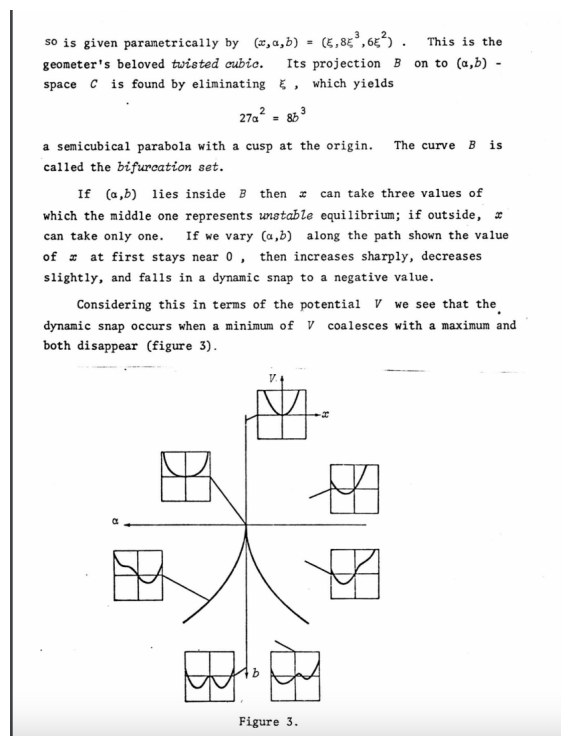 so is given parametrically by (x,α,b) = (ξ,8ξ³,6ξ²) . This is the
geometer's beloved twisted cubic. Its projection B on to (α,b) -
space C is found by eliminating ξ , which yields
27α² = 8b³
a semicubical parabola with a cusp at the origin. The curve B is
called the bifurcation set.
If (α,b) lies inside B then x can take three values of
which the middle one represents unstable equilibrium; if outside, x
can take only one. If we vary (α,b) along the path shown the value
of x at first stays near 0 , then increases sharply, decreases
slightly, and falls in a dynamic snap to a negative value.
Considering this in terms of the potential V we see that the
dynamic snap occurs when a minimum of V coalesces with a maximum and
both disappear (figure 3).
V
x
α
b
Figure 3.